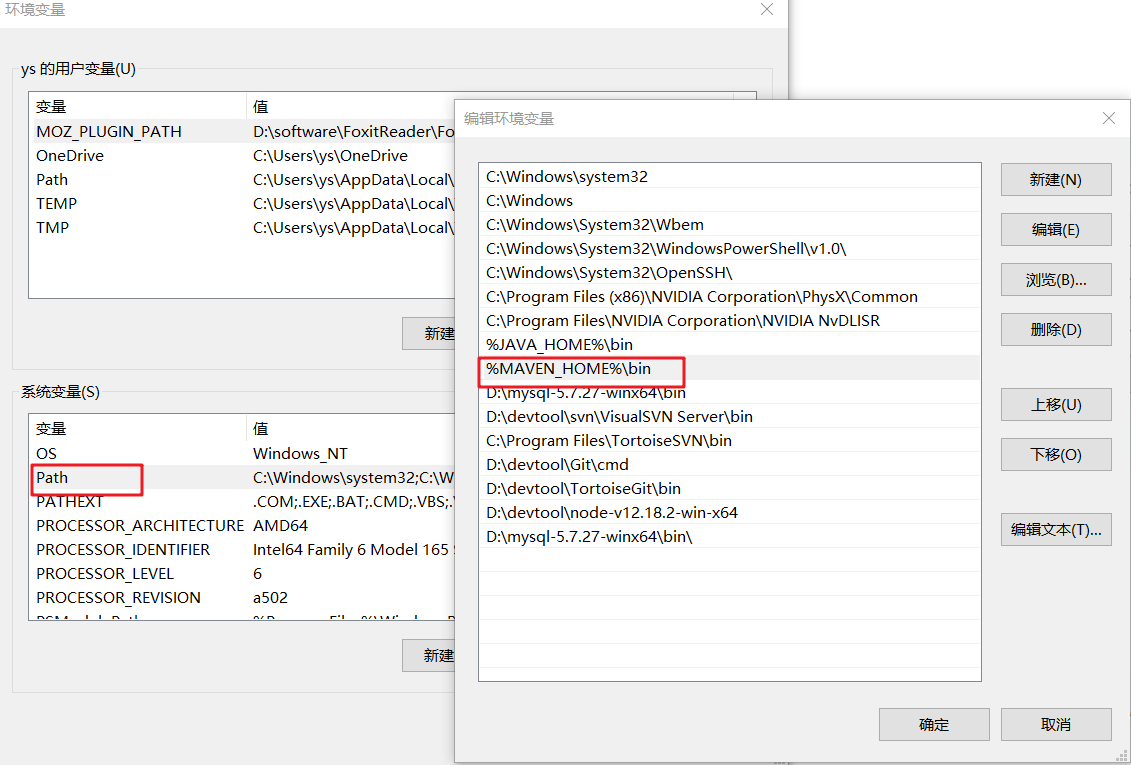 环境变量
ys 的用户变量(U)
变量 值
MOZ_PLUGIN_PATH D:\software\FoxitReader\Fo
OneDrive C:\Users\ys\OneDrive
Path C:\Users\ys\AppData\Local\
TEMP C:\Users\ys\AppData\Local\
TMP C:\Users\ys\AppData\Local\
新建
系统变量(S)
变量 值
OS Windows_NT
Path C:\Windows\system32;C:\W
PATHEXT .COM;.EXE;.BAT;.CMD;.VBS;.
PROCESSOR_ARCHITECTURE AMD64
PROCESSOR_IDENTIFIER Intel64 Family 6 Model 165
PROCESSOR_LEVEL 6
PROCESSOR_REVISION a502
新建
编辑环境变量
C:\Windows\system32
C:\Windows
C:\Windows\System32\Wbem
C:\Windows\System32\WindowsPowerShell\v1.0\
C:\Windows\System32\OpenSSH\
C:\Program Files (x86)\NVIDIA Corporation\PhysX\Common
C:\Program Files\NVIDIA Corporation\NVIDIA NvDLISR
%JAVA_HOME%\bin
%MAVEN_HOME%\bin
D:\mysql-5.7.27-winx64\bin
D:\devtool\svn\VisualSVN Server\bin
C:\Program Files\TortoiseSVN\bin
D:\devtool\Git\cmd
D:\devtool\TortoiseGit\bin
D:\devtool\node-v12.18.2-win-x64
D:\mysql-5.7.27-winx64\bin\
新建(N)
编辑(E)
浏览(B)...
删除(D)
上移(U)
下移(O)
编辑文本(T)...
确定
取消